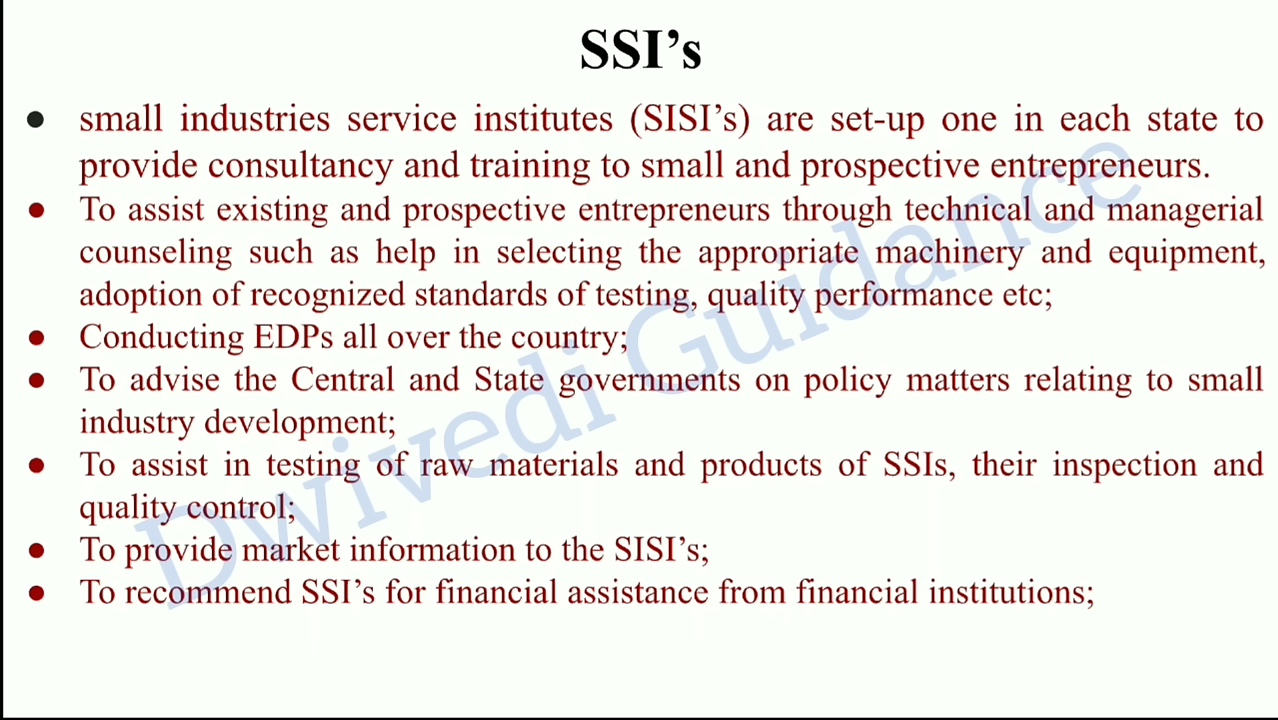 SSI’s
• small industries service institutes (SISI’s) are set-up one in each state to
provide consultancy and training to small and prospective entrepreneurs.
• To assist existing and prospective entrepreneurs through technical and managerial
counseling such as help in selecting the appropriate machinery and equipment,
adoption of recognized standards of testing, quality performance etc;
• Conducting EDPs all over the country;
• To advise the Central and State governments on policy matters relating to small
industry development;
• To assist in testing of raw materials and products of SSIs, their inspection and
quality control;
• To provide market information to the SISI’s;
• To recommend SSI’s for financial assistance from financial institutions;
Dwivedi Guidance